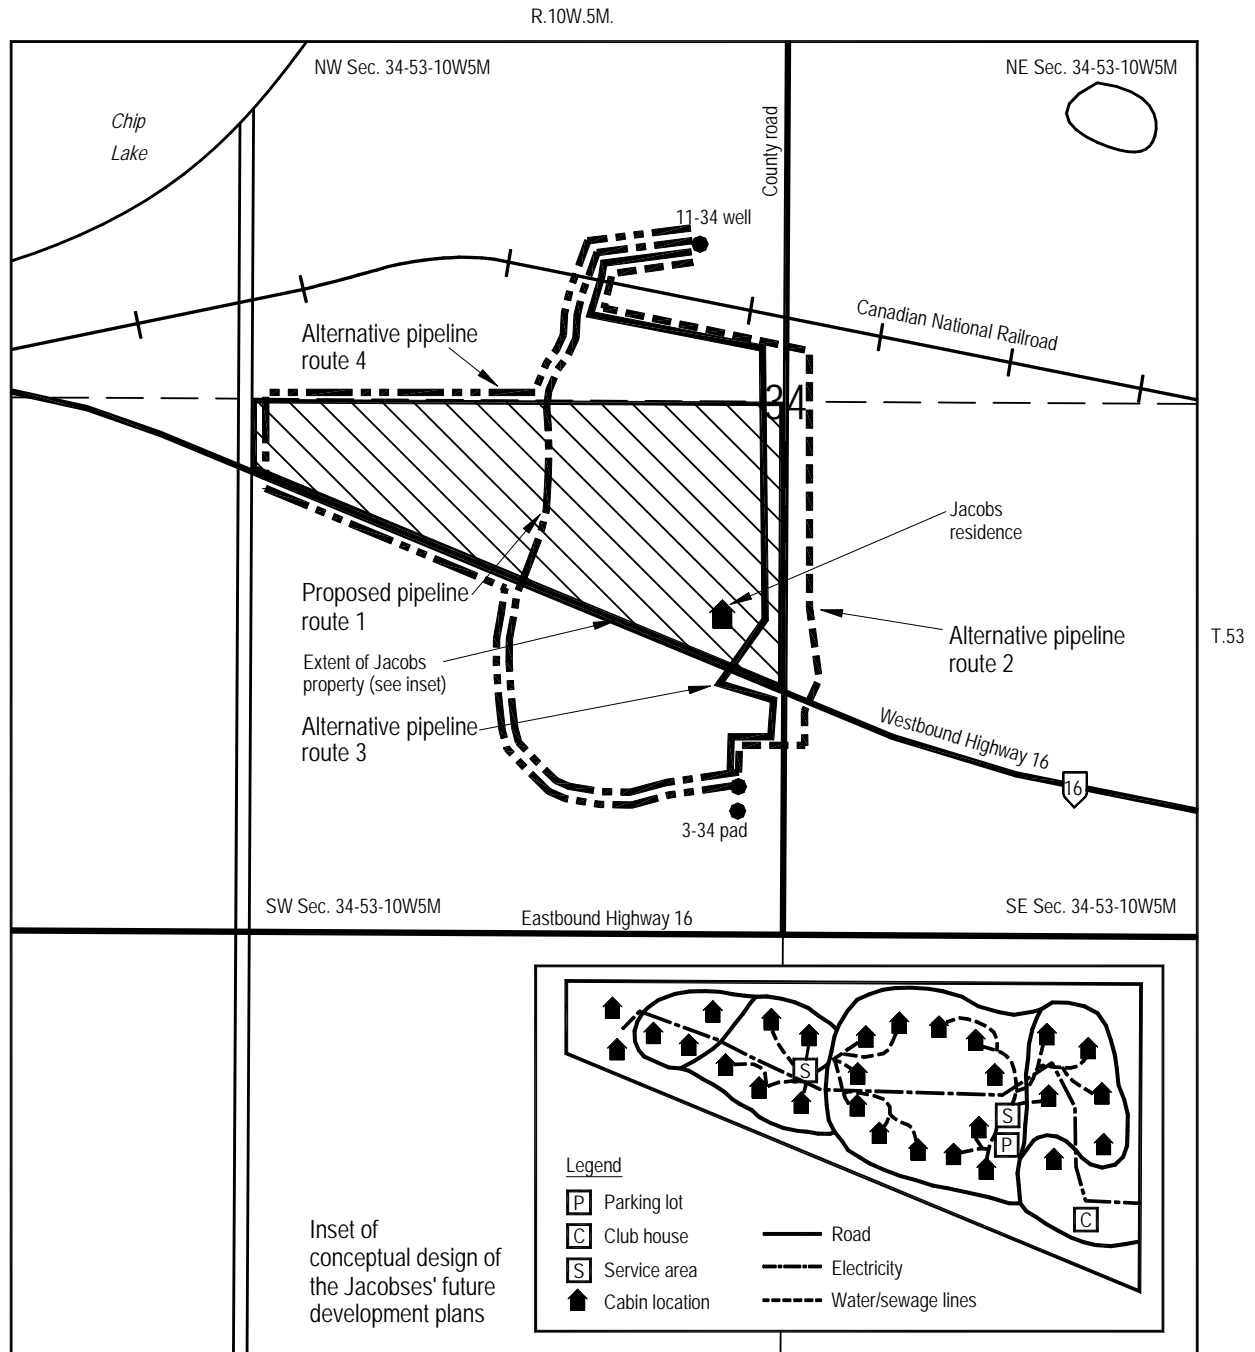 R.10W.5M.
NW Sec. 34-53-10W5M
NE Sec. 34-53-10W5M
Chip
Lake
County road
11-34 well
Canadian National Railroad
Alternative pipeline
route 4
34
Jacobs
residence
Proposed pipeline
route 1
Alternative pipeline
route 2
T.53
Extent of Jacobs
property (see inset)
Alternative pipeline
route 3
Westbound Highway 16
16
3-34 pad
SW Sec. 34-53-10W5M
Eastbound Highway 16
SE Sec. 34-53-10W5M
S
S
P
C
Legend
P Parking lot
C Club house
S Service area
Cabin location
Road
Electricity
Water/sewage lines
Inset of
conceptual design of
the Jacobses' future
development plans